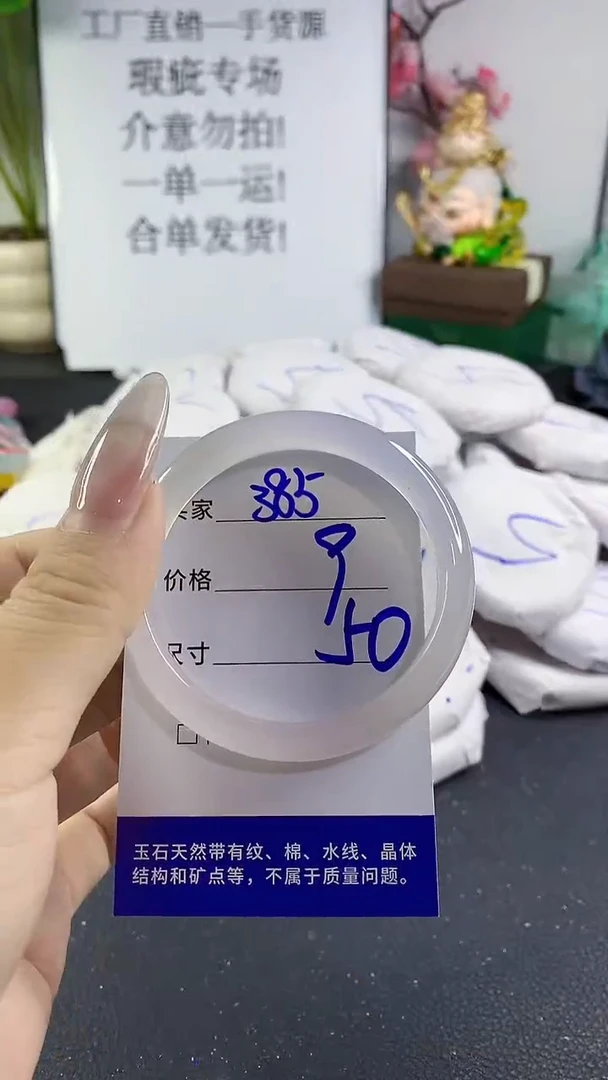 工厂直销一手货源
瑕疵专场
介意勿拍!
一单一运!
合单发货!
家 385
价格 9
尺寸 50
玉石天然带有纹、棉、水线、晶体
结构和矿点等，不属于质量问题。